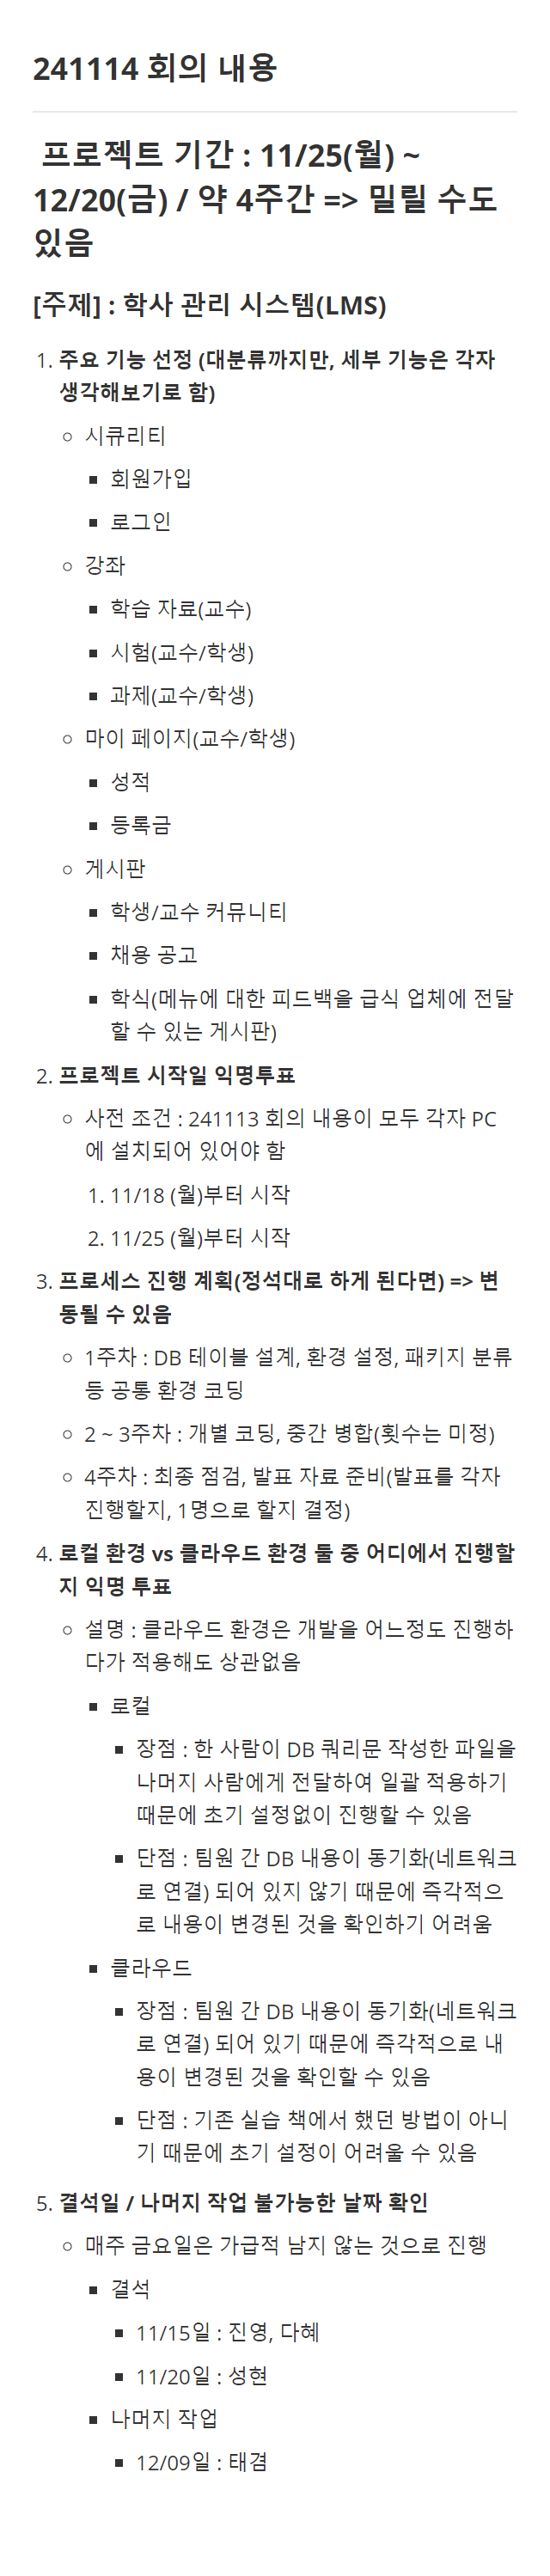 241114 회의 내용
프로젝트 기간 : 11/25(월) ~
12/20(금) / 약 4주간 => 밀릴 수도
있음
[주제] : 학사 관리 시스템(LMS)
1. 주요 기능 선정 (대분류까지만, 세부 기능은 각자
생각해보기로 함)
시큐리티
회원가입
로그인
강좌
학습 자료(교수)
시험(교수/학생)
과제(교수/학생)
마이 페이지(교수/학생)
성적
등록금
게시판
학생/교수 커뮤니티
채용 공고
학식(메뉴에 대한 피드백을 급식 업체에 전달
할 수 있는 게시판)
2. 프로젝트 시작일 익명투표
사전 조건 : 241113 회의 내용이 모두 각자 PC
에 설치되어 있어야 함
1. 11/18 (월)부터 시작
2. 11/25 (월)부터 시작
3. 프로세스 진행 계획(정석대로 하게 된다면) => 변
동될 수 있음
1주차 : DB 테이블 설계, 환경 설정, 패키지 분류
등 공통 환경 코딩
2 ~ 3주차 : 개별 코딩, 중간 병합(횟수는 미정)
4주차 : 최종 점검, 발표 자료 준비(발표를 각자
진행할지, 1명으로 할지 결정)
4. 로컬 환경 vs 클라우드 환경 둘 중 어디에서 진행할
지 익명 투표
설명 : 클라우드 환경은 개발을 어느정도 진행하
다가 적용해도 상관없음
로컬
장점 : 한 사람이 DB 쿼리문 작성한 파일을
나머지 사람에게 전달하여 일괄 적용하기
때문에 초기 설정없이 진행할 수 있음
단점 : 팀원 간 DB 내용이 동기화(네트워크
로 연결) 되어 있지 않기 때문에 즉각적으
로 내용이 변경된 것을 확인하기 어려움
클라우드
장점 : 팀원 간 DB 내용이 동기화(네트워크
로 연결) 되어 있기 때문에 즉각적으로 내
용이 변경된 것을 확인할 수 있음
단점 : 기존 실습 책에서 했던 방법이 아니
기 때문에 초기 설정이 어려울 수 있음
5. 결석일 / 나머지 작업 불가능한 날짜 확인
매주 금요일은 가급적 남지 않는 것으로 진행
결석
11/15일 : 진영, 다혜
11/20일 : 성현
나머지 작업
12/09일 : 태겸